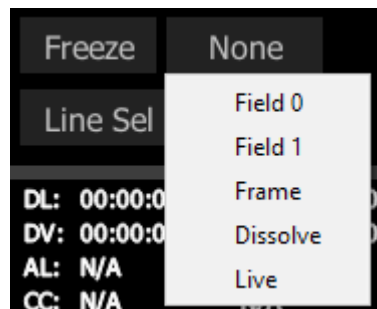 Freeze None
Line Sel
Field 0
Field 1
Frame
Dissolve
Live
DL: 00:00:0
DV: 00:00:0
AL: N/A
CC: N/A